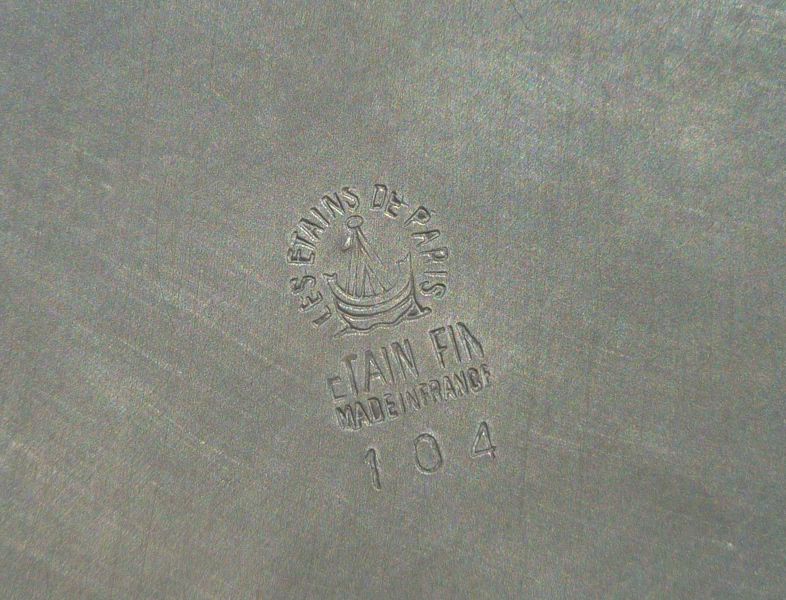 LES ETAINS DE PARIS
ETAIN FIN
MADE IN FRANCE
104